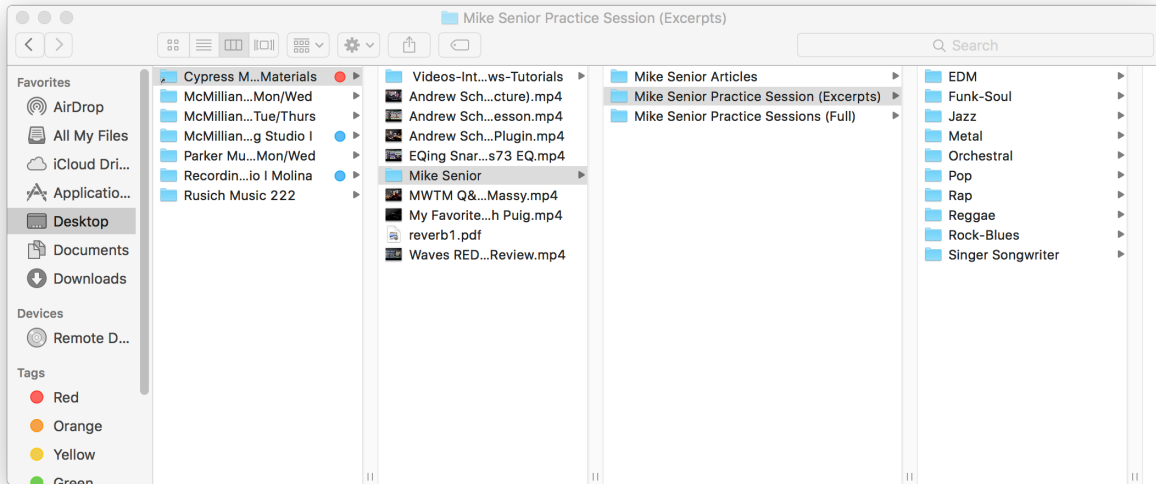 Mike Senior Practice Session (Excerpts)
Search
Favorites
AirDrop
All My Files
iCloud Dri...
Applicatio...
Desktop
Documents
Downloads
Devices
Remote D...
Tags
Red
Orange
Yellow
Green
Cypress M...Materials
McMillian...Mon/Wed
McMillian...Tue/Thurs
McMillian...g Studio I
Parker Mu...Mon/Wed
Recordin...io I Molina
Rusich Music 222
Videos-Int...ws-Tutorials
Andrew Sch...cture).mp4
Andrew Sch...esson.mp4
Andrew Sch...Plugin.mp4
EQing Snar...s73 EQ.mp4
Mike Senior
MWTM Q&...Massy.mp4
My Favorite...h Puig.mp4
reverb1.pdf
Waves RED...Review.mp4
Mike Senior Articles
Mike Senior Practice Session (Excerpts)
Mike Senior Practice Sessions (Full)
EDM
Funk-Soul
Jazz
Metal
Orchestral
Pop
Rap
Reggae
Rock-Blues
Singer Songwriter